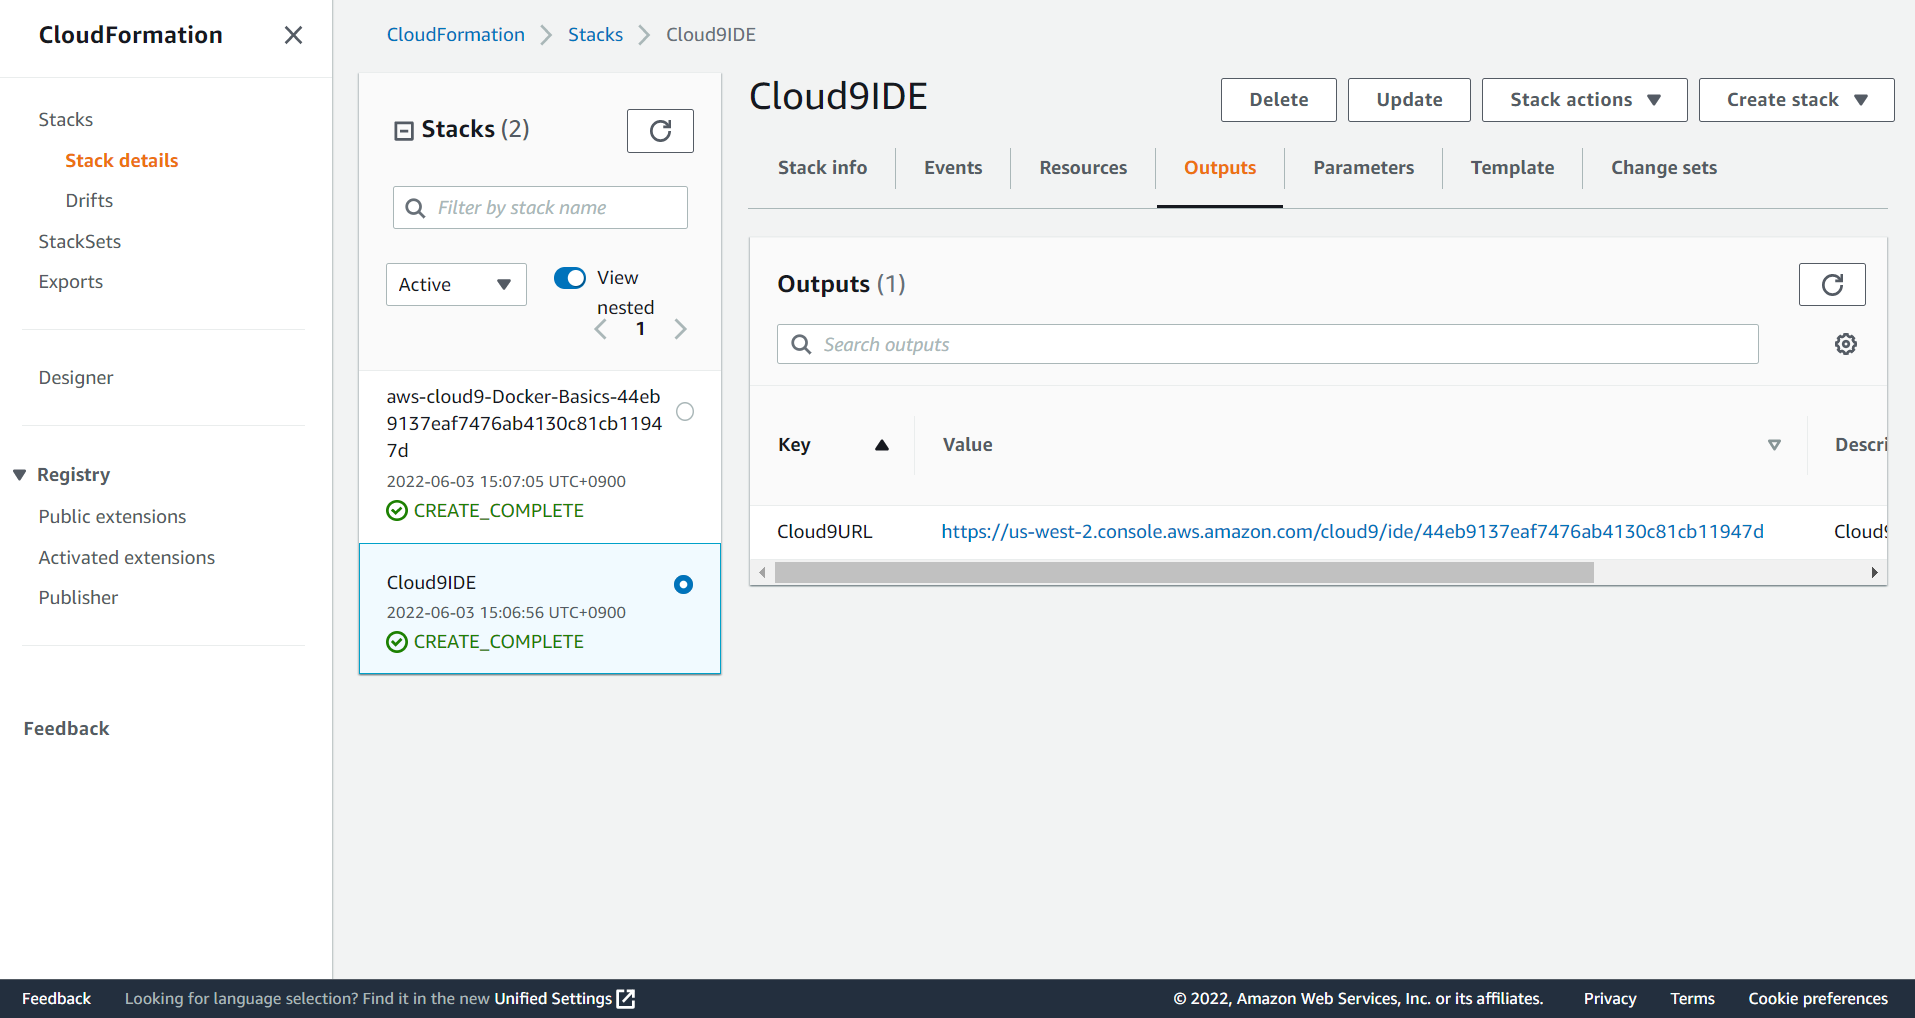 CloudFormation
Stacks
Stack details
Drifts
StackSets
Exports
Designer
Registry
Public extensions
Activated extensions
Publisher
Feedback
CloudFormation Stacks Cloud9IDE
Stacks (2)
Filter by stack name
Active
View
nested
1
aws-cloud9-Docker-Basics-44eb
9137eaf7476ab4130c81cb1194
7d
2022-06-03 15:07:05 UTC+0900
CREATE_COMPLETE
Cloud9IDE
2022-06-03 15:06:56 UTC+0900
CREATE_COMPLETE
Cloud9IDE
Delete Update Stack actions Create stack
Stack info Events Resources Outputs Parameters Template Change sets
Outputs (1)
Search outputs
Key Value Descri
Cloud9URL https://us-west-2.console.aws.amazon.com/cloud9/ide/44eb9137eaf7476ab4130c81cb11947d Cloud9
Feedback Looking for language selection? Find it in the new Unified Settings © 2022, Amazon Web Services, Inc. or its affiliates. Privacy Terms Cookie preferences